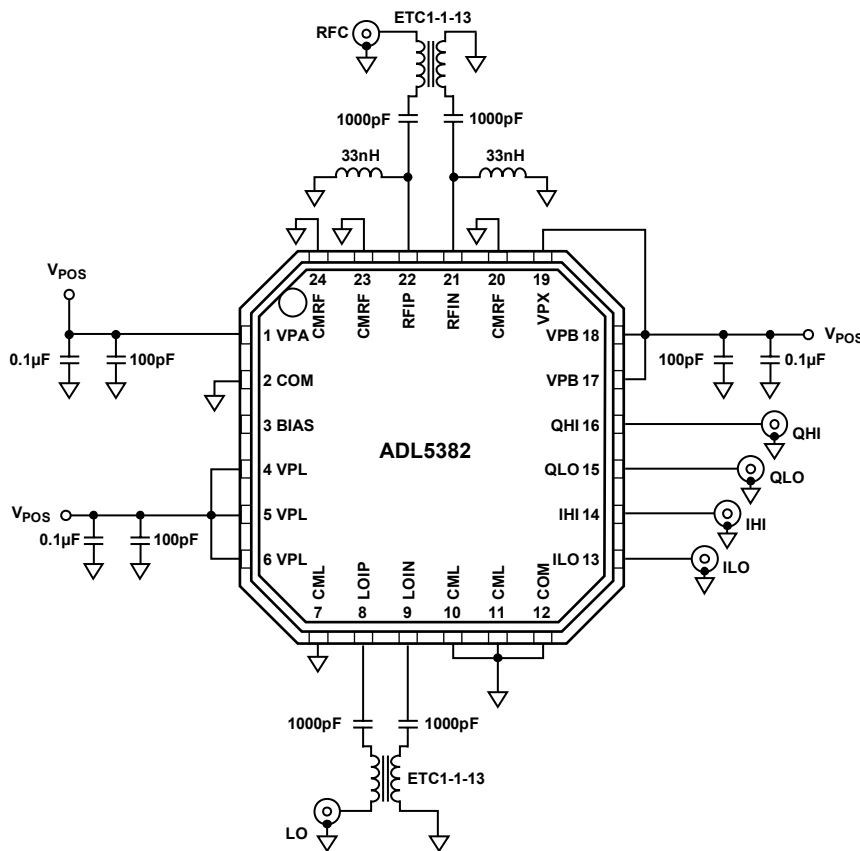 RFC
ETC1-1-13
1000pF
1000pF
33nH
33nH
VPOS
24 23 22 21 20 19
CMRF CMRF RFIP RFIN CMRF VPX
0.1µF
100pF
1 VPA
2 COM
3 BIAS
4 VPL
5 VPL
6 VPL
ADL5382
VPB 18
VPB 17
QHI 16
QLO 15
IHI 14
ILO 13
100pF
0.1µF
VPOS
QHI
QLO
IHI
ILO
VPOS
0.1µF
100pF
CML LOIP LOIN CML CML COM
7 8 9 10 11 12
1000pF
1000pF
ETC1-1-13
LO